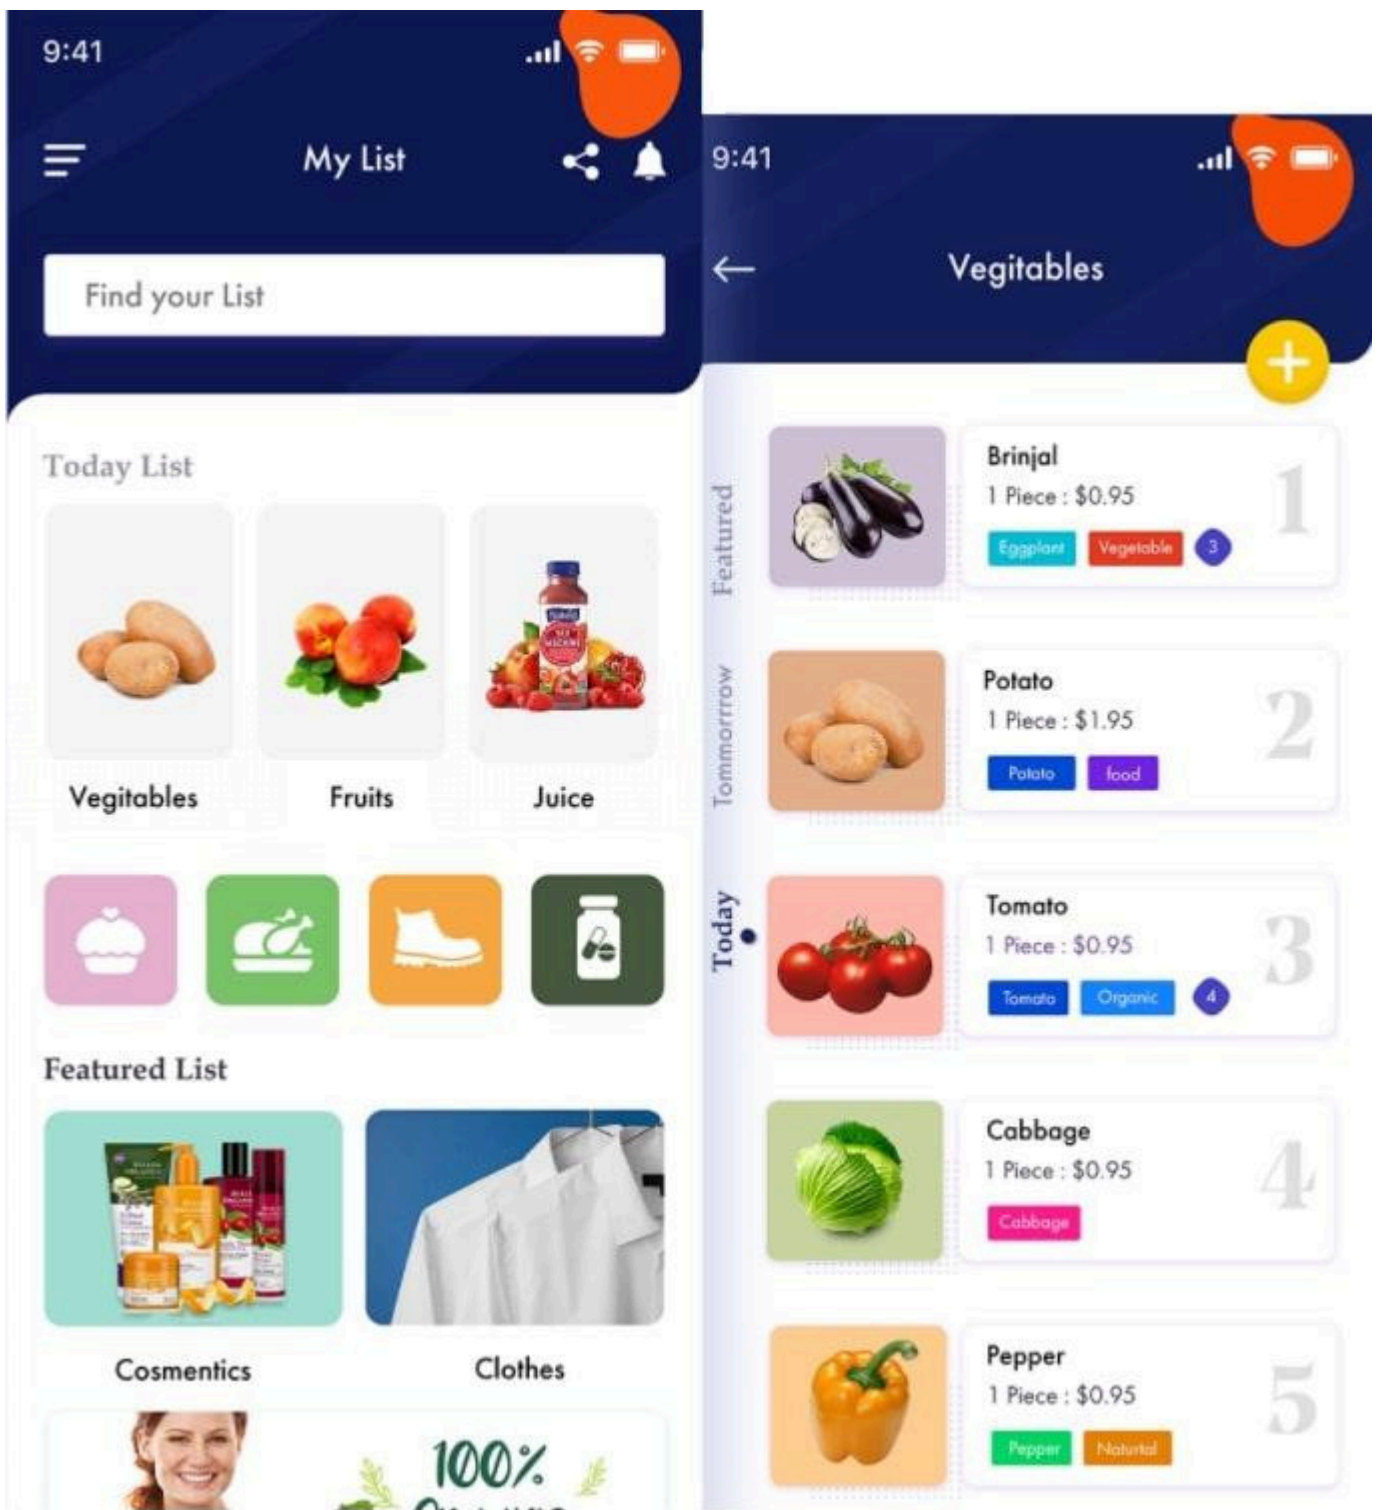 9:41
My List
Find your List
Today List
Vegitables
Fruits
Juice
Featured List
Cosmentics
Clothes
100%
9:41
Vegitables
Featured
Tommorrrow
Today
Brinjal
1 Piece : $0.95
Eggplant
Vegetable
3
1
Potato
1 Piece : $1.95
Potato
food
2
Tomato
1 Piece : $0.95
Tomato
Organic
4
3
Cabbage
1 Piece : $0.95
Cabbage
4
Pepper
1 Piece : $0.95
Pepper
Naturtal
5